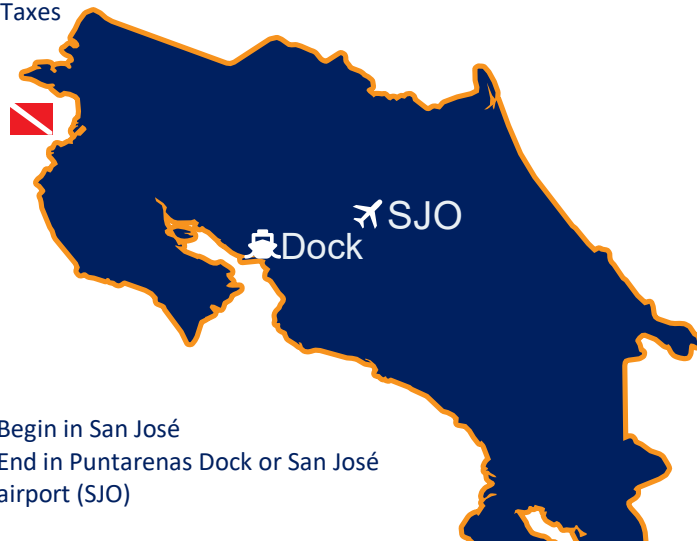 Taxes
SJO
Dock
Begin in San José
End in Puntarenas Dock or San José
airport (SJO)